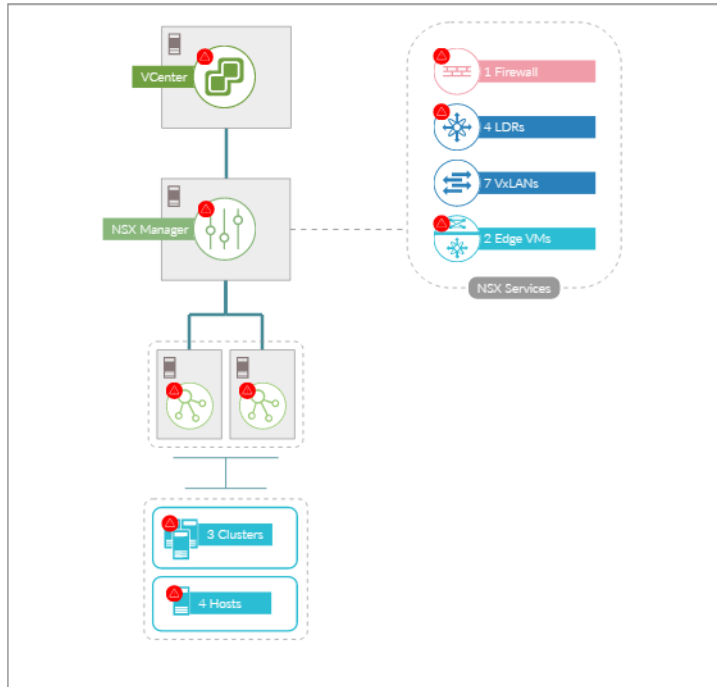 VCenter
NSX Manager
1 Firewall
4 LDRs
7 VxLANs
2 Edge VMs
NSX Services
3 Clusters
4 Hosts